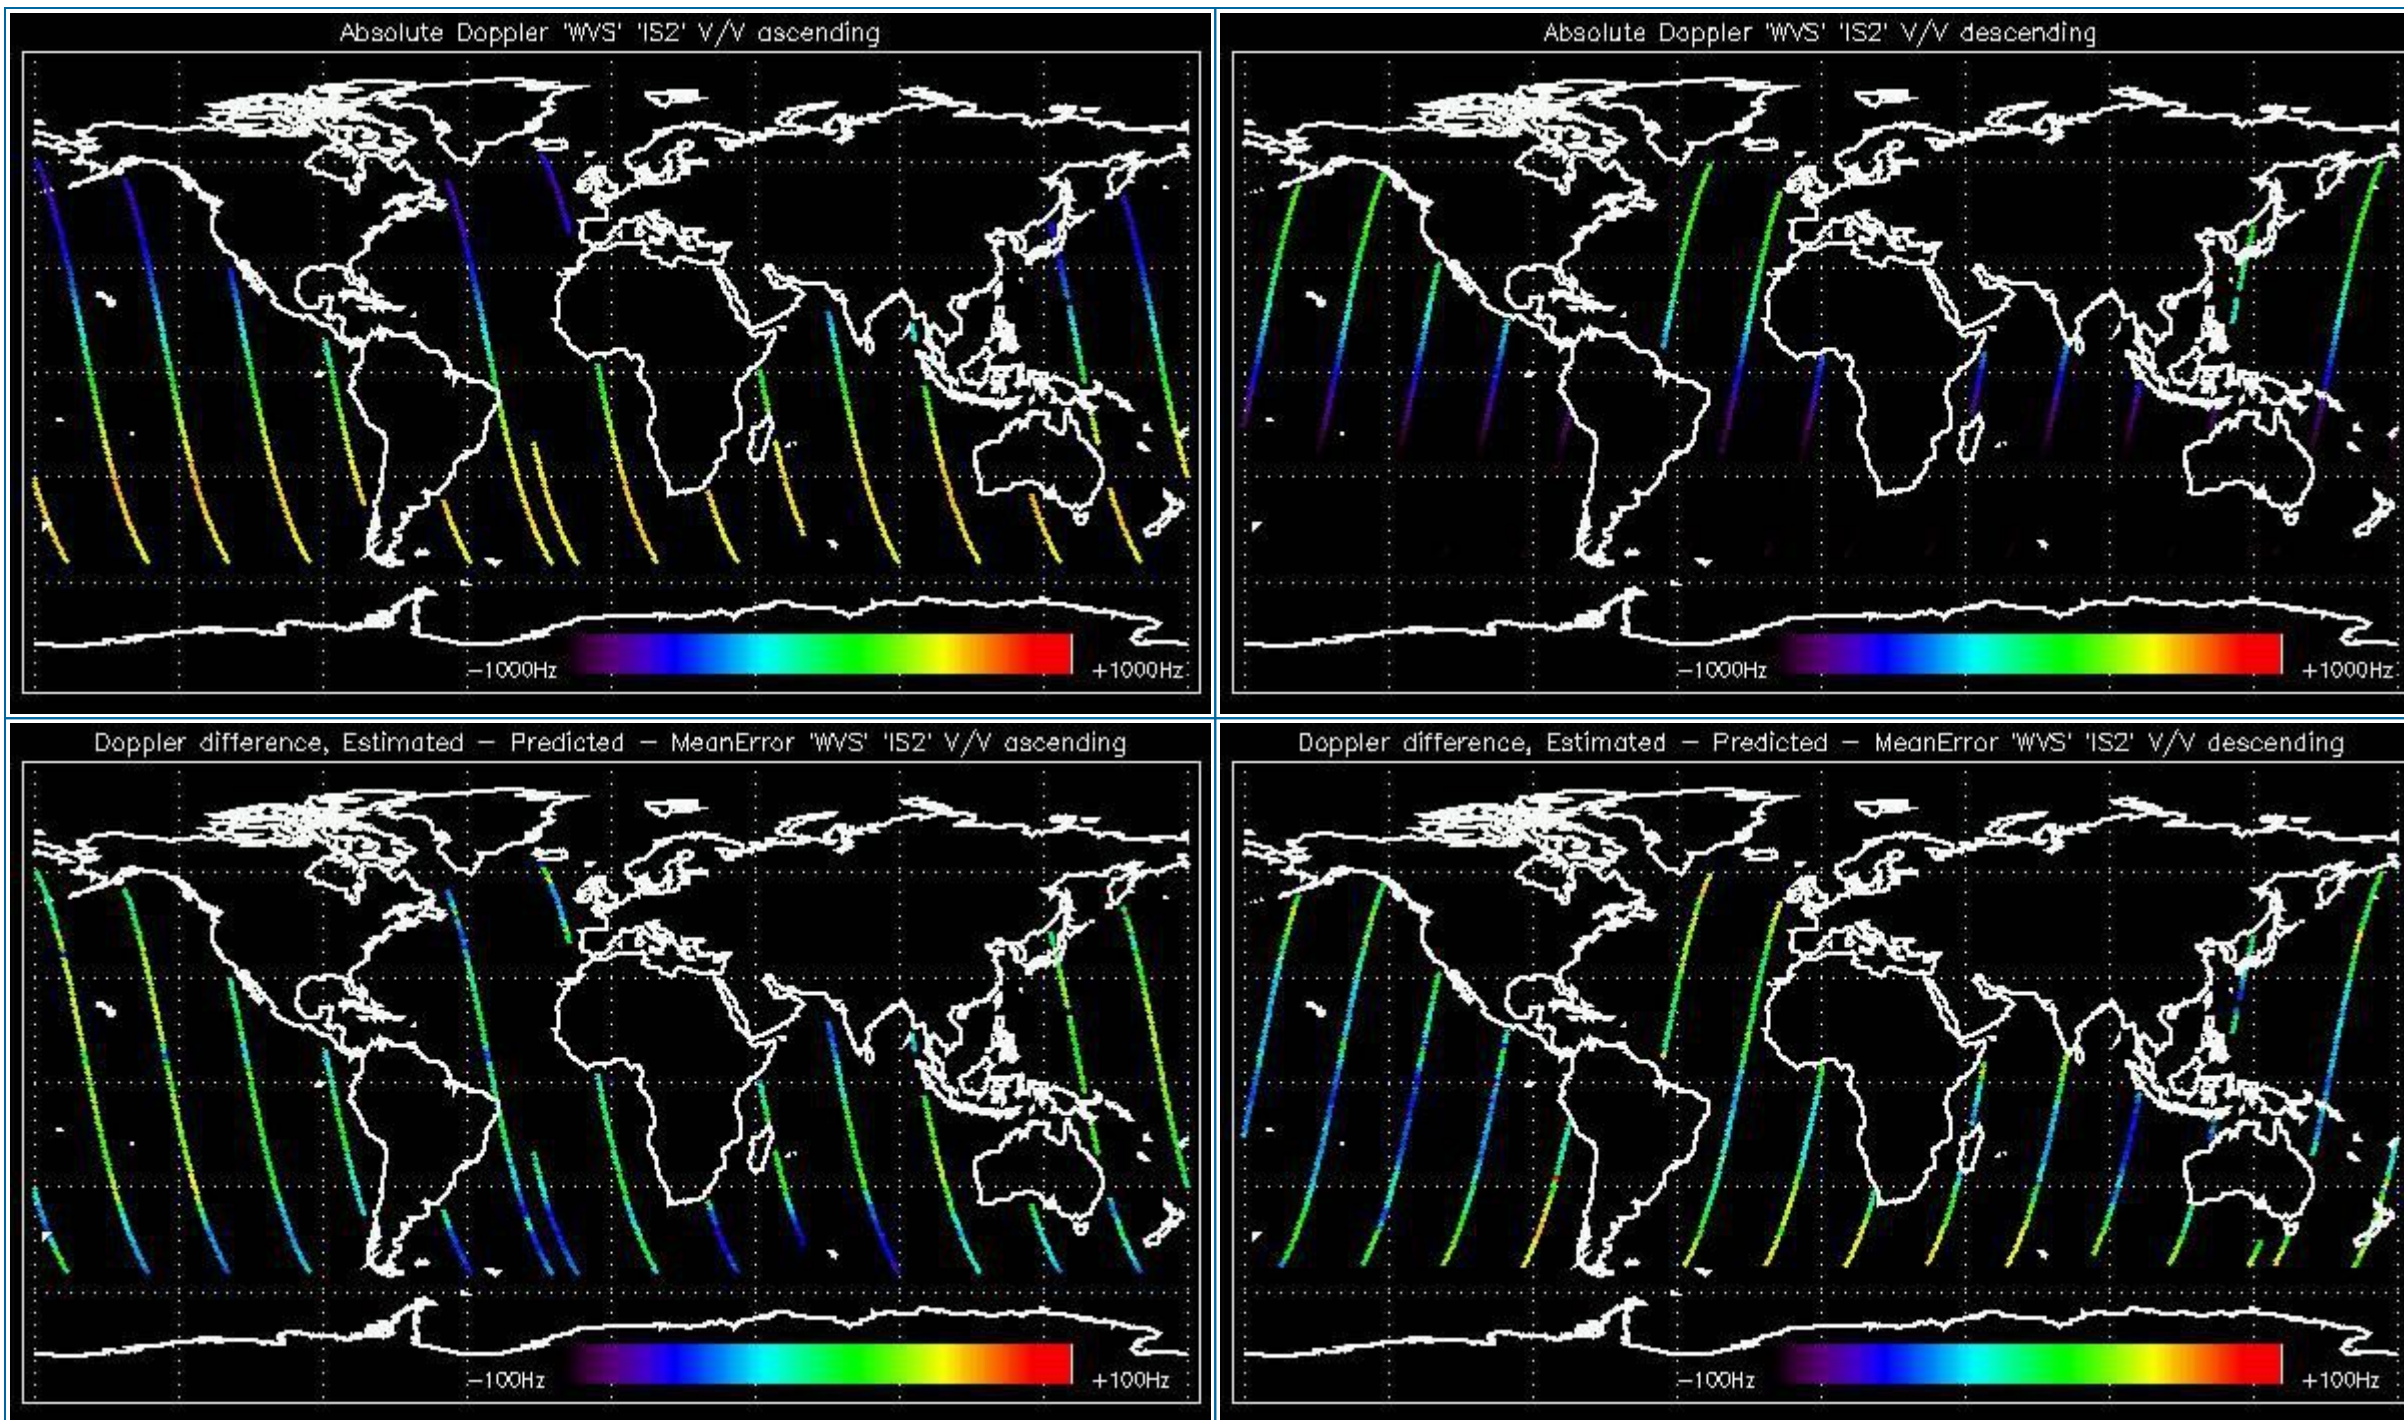 Absolute Doppler 'WVS' 'IS2' V/V ascending
-1000Hz
+1000Hz
Absolute Doppler 'WVS' 'IS2' V/V descending
-1000Hz
+1000Hz
Doppler difference, Estimated - Predicted - MeanError 'WVS' 'IS2' V/V ascending
-100Hz
+100Hz
Doppler difference, Estimated - Predicted - MeanError 'WVS' 'IS2' V/V descending
-100Hz
+100Hz